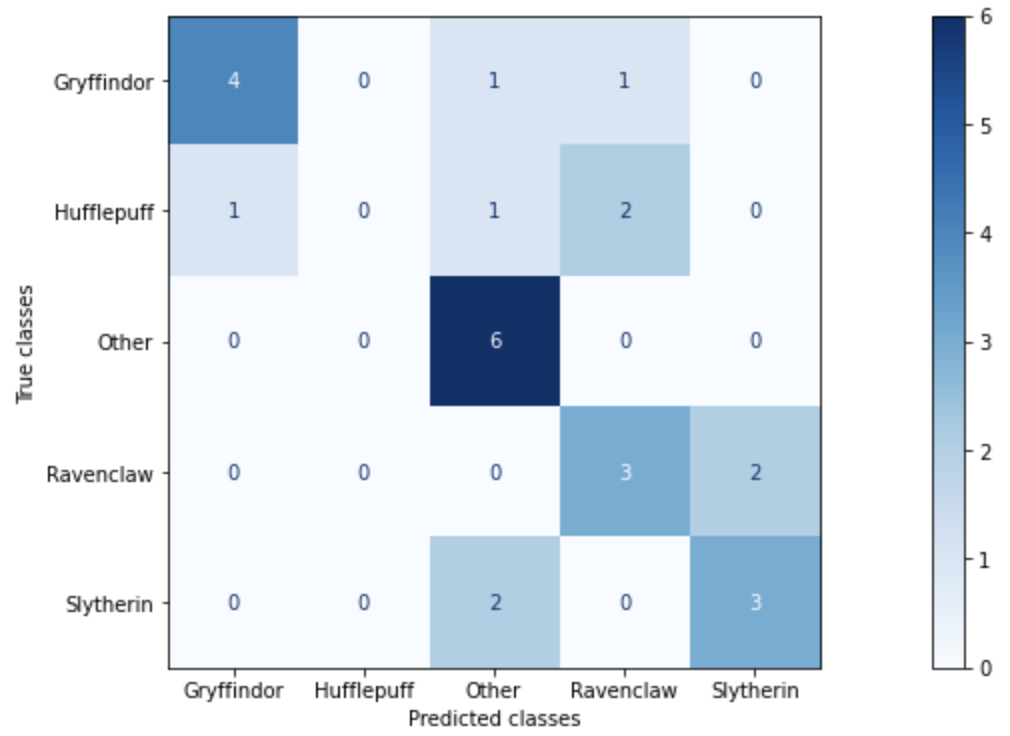 Gryffindor 4 0 1 1 0
Hufflepuff 1 0 1 2 0
Other 0 0 6 0 0
Ravenclaw 0 0 0 3 2
Slytherin 0 0 2 0 3
Gryffindor Hufflepuff Other Ravenclaw Slytherin
Predicted classes
True classes
6
5
4
3
2
1
0